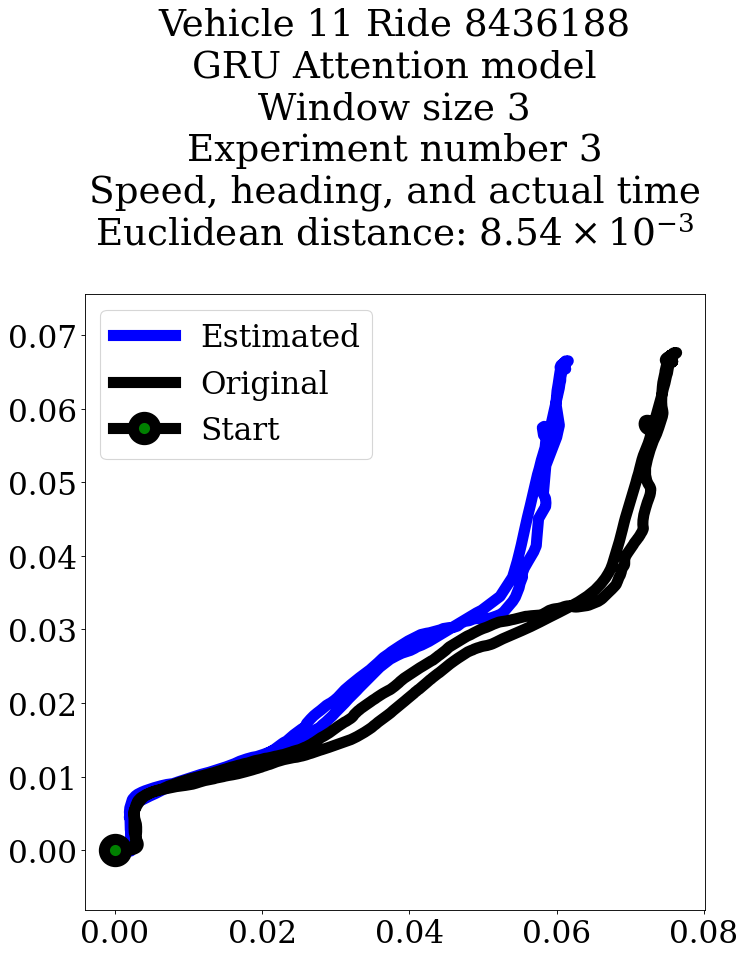 Vehicle 11 Ride 8436188
GRU Attention model
Window size 3
Experiment number 3
Speed, heading, and actual time
Euclidean distance: 8.54 × 10⁻³
Estimated
Original
Start
0.07
0.06
0.05
0.04
0.03
0.02
0.01
0.00
0.00 0.02 0.04 0.06 0.08